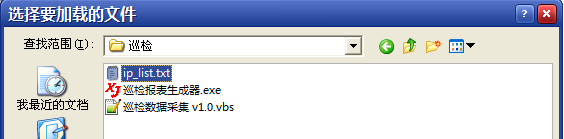 选择要加载的文件
查找范围(I):
巡检
ip_list.txt
巡检报表生成器.exe
巡检数据采集 v1.0.vbs
我最近的文档